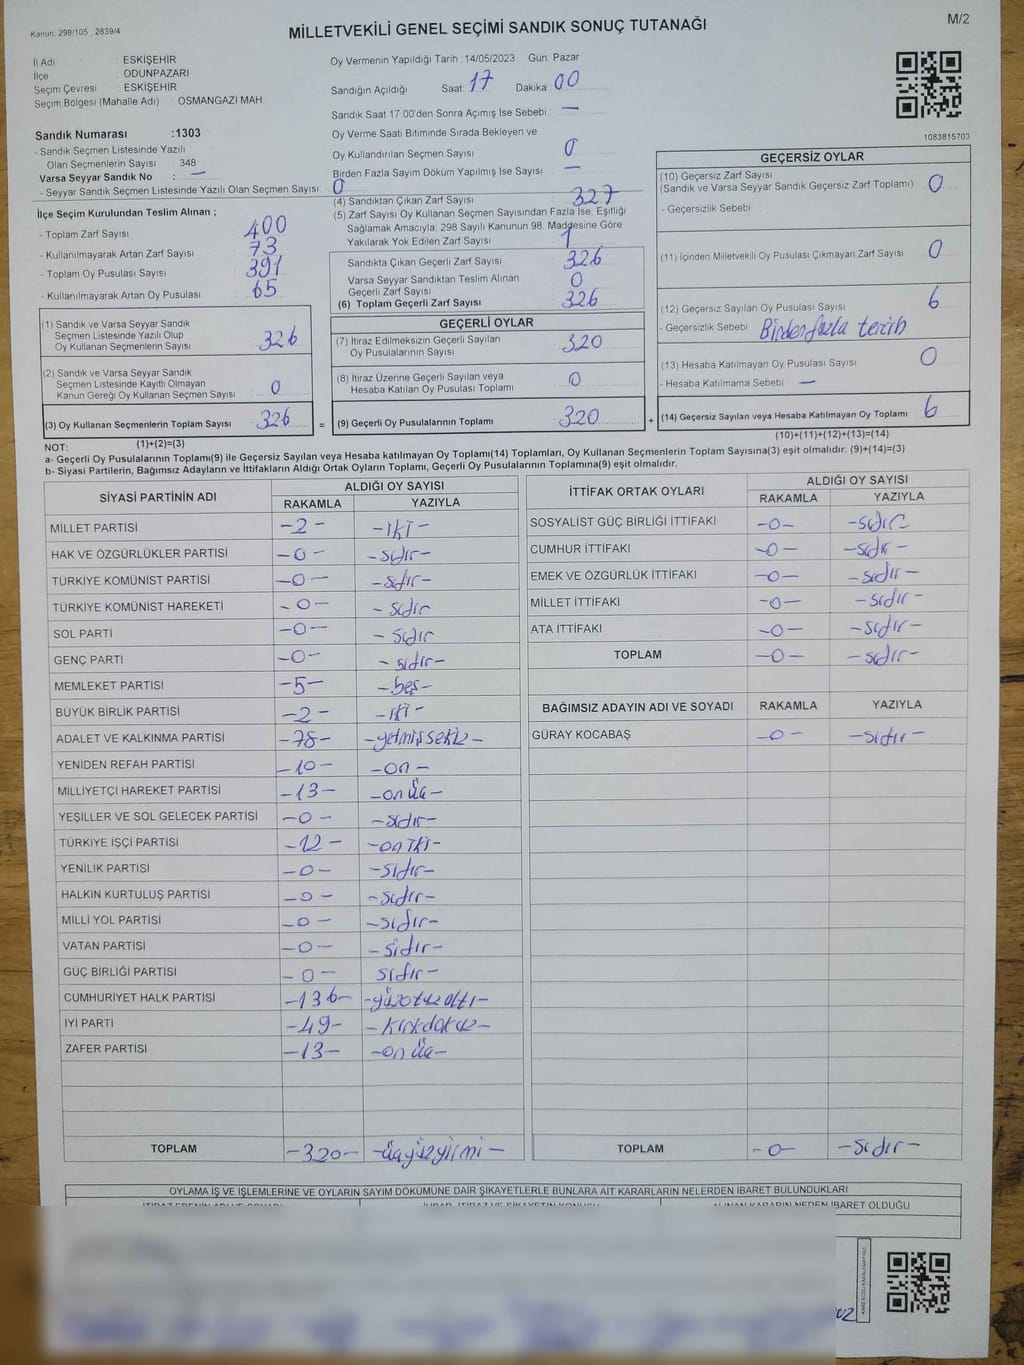 Kanun: 298/105 , 2839/4
MİLLETVEKİLİ GENEL SEÇİMİ SANDIK SONUÇ TUTANAĞI
M/2
İl Adı : ESKİŞEHİR
İlçe : ODUNPAZARI
Seçim Çevresi : ESKİŞEHİR
Seçim Bölgesi (Mahalle Adı) : OSMANGAZİ MAH.
Sandık Numarası :1303
- Sandık Seçmen Listesinde Yazılı
Olan Seçmenlerin Sayısı : 348
Varsa Seyyar Sandık No : —
- Seyyar Sandık Seçmen Listesinde Yazılı Olan Seçmen Sayısı: 0
İlçe Seçim Kurulundan Teslim Alınan ;
- Toplam Zarf Sayısı 400
- Kullanılmayarak Artan Zarf Sayısı 73
- Toplam Oy Pusulası Sayısı 391
- Kullanılmayarak Artan Oy Pusulası 65
(1) Sandık ve Varsa Seyyar Sandık
Seçmen Listesinde Yazılı Olup
Oy Kullanan Seçmenlerin Sayısı 326
(2) Sandık ve Varsa Seyyar Sandık
Seçmen Listesinde Kayıtlı Olmayan
Kanun Gereği Oy Kullanan Seçmen Sayısı 0
(3) Oy Kullanan Seçmenlerin Toplam Sayısı 326
(1)+(2)=(3)
Oy Vermenin Yapıldığı Tarih :14/05/2023 Gün: Pazar
Sandığın Açıldığı Saat: 17 Dakika: 00
Sandık Saat 17:00'den Sonra Açımış İse Sebebi : —
Oy Verme Saati Bitiminde Sırada Bekleyen ve
Oy Kullandırılan Seçmen Sayısı 0
Birden Fazla Sayım Döküm Yapılmış İse Sayısı : —
(4) Sandıktan Çıkan Zarf Sayısı 327
(5) Zarf Sayısı Oy Kullanan Seçmen Sayısından Fazla İse, Eşitliği
Sağlamak Amacıyla, 298 Sayılı Kanunun 98. Maddesine Göre
Yakılarak Yok Edilen Zarf Sayısı 1
Sandıkta Çıkan Geçerli Zarf Sayısı 326
Varsa Seyyar Sandıktan Teslim Alınan
Geçerli Zarf Sayısı 0
(6) Toplam Geçerli Zarf Sayısı 326
GEÇERLİ OYLAR
(7) İtiraz Edilmeksizin Geçerli Sayılan
Oy Pusulalarının Sayısı 320
(8) İtiraz Üzerine Geçerli Sayılan veya
Hesaba Katılan Oy Pusulası Toplamı 0
= (9) Geçerli Oy Pusulalarının Toplamı 320 +
1083815703
GEÇERSİZ OYLAR
(10) Geçersiz Zarf Sayısı
(Sandık ve Varsa Seyyar Sandık Geçersiz Zarf Toplamı) 0
- Geçersizlik Sebebi :
(11) İçinden Milletvekili Oy Pusulası Çıkmayan Zarf Sayısı 0
(12) Geçersiz Sayılan Oy Pusulası Sayısı 6
- Geçersizlik Sebebi : Birden fazla tercih
(13) Hesaba Katılmayan Oy Pusulası Sayısı 0
- Hesaba Katılmama Sebebi : —
(14) Geçersiz Sayılan veya Hesaba Katılmayan Oy Toplamı 6
(10)+(11)+(12)+(13)=(14)
NOT:
a- Geçerli Oy Pusulalarının Toplamı(9) ile Geçersiz Sayılan veya Hesaba katılmayan Oy Toplamı(14) Toplamları, Oy Kullanan Seçmenlerin Toplam Sayısına(3) eşit olmalıdır. (9)+(14)=(3)
b- Siyasi Partilerin, Bağımsız Adayların ve İttifakların Aldığı Ortak Oyların Toplamı, Geçerli Oy Pusulalarının Toplamına(9) eşit olmalıdır.
SİYASİ PARTİNİN ADI ALDIĞI OY SAYISI
RAKAMLA YAZIYLA
MİLLET PARTİSİ -2- -iki-
HAK VE ÖZGÜRLÜKLER PARTİSİ -0- -sıfır-
TÜRKİYE KOMÜNİST PARTİSİ -0- -sıfır-
TÜRKİYE KOMÜNİST HAREKETİ -0- -sıfır
SOL PARTİ -0- -sıfır
GENÇ PARTİ -0- -sıfır-
MEMLEKET PARTİSİ -5- -beş-
BÜYÜK BİRLİK PARTİSİ -2- -iki-
ADALET VE KALKINMA PARTİSİ -78- -yetmişsekiz-
YENİDEN REFAH PARTİSİ -10- -on-
MİLLİYETÇİ HAREKET PARTİSİ -13- -onüç-
YEŞİLLER VE SOL GELECEK PARTİSİ -0- -sıfır-
TÜRKİYE İŞÇİ PARTİSİ -12- -oniki-
YENİLİK PARTİSİ -0- -sıfır-
HALKIN KURTULUŞ PARTİSİ -0- -sıfır-
MİLLİ YOL PARTİSİ -0- -sıfır-
VATAN PARTİSİ -0- -sıfır-
GÜÇ BİRLİĞİ PARTİSİ -0- sıfır-
CUMHURİYET HALK PARTİSİ -136- -yüzotuzaltı-
İYİ PARTİ -49- -kırkdokuz-
ZAFER PARTİSİ -13- -onüç-
TOPLAM -320- -üçyüzyirmi-
İTTİFAK ORTAK OYLARI ALDIĞI OY SAYISI
RAKAMLA YAZIYLA
SOSYALİST GÜÇ BİRLİĞİ İTTİFAKI -0- -sıfır
CUMHUR İTTİFAKI -0- -sıfır-
EMEK VE ÖZGÜRLÜK İTTİFAKI -0- -sıfır-
MİLLET İTTİFAKI -0- -sıfır-
ATA İTTİFAKI -0- -sıfır-
TOPLAM -0- -sıfır-
BAĞIMSIZ ADAYIN ADI VE SOYADI RAKAMLA YAZIYLA
GÜRAY KOCABAŞ -0- -sıfır-
TOPLAM -0- -sıfır-
OYLAMA İŞ VE İŞLEMLERİNE VE OYLARIN SAYIM DÖKÜMÜNE DAİR ŞİKAYETLERLE BUNLARA AİT KARARLARIN NELERDEN İBARET BULUNDUKLARI
ALINAN KARARIN NEDEN İBARET OLDUĞU